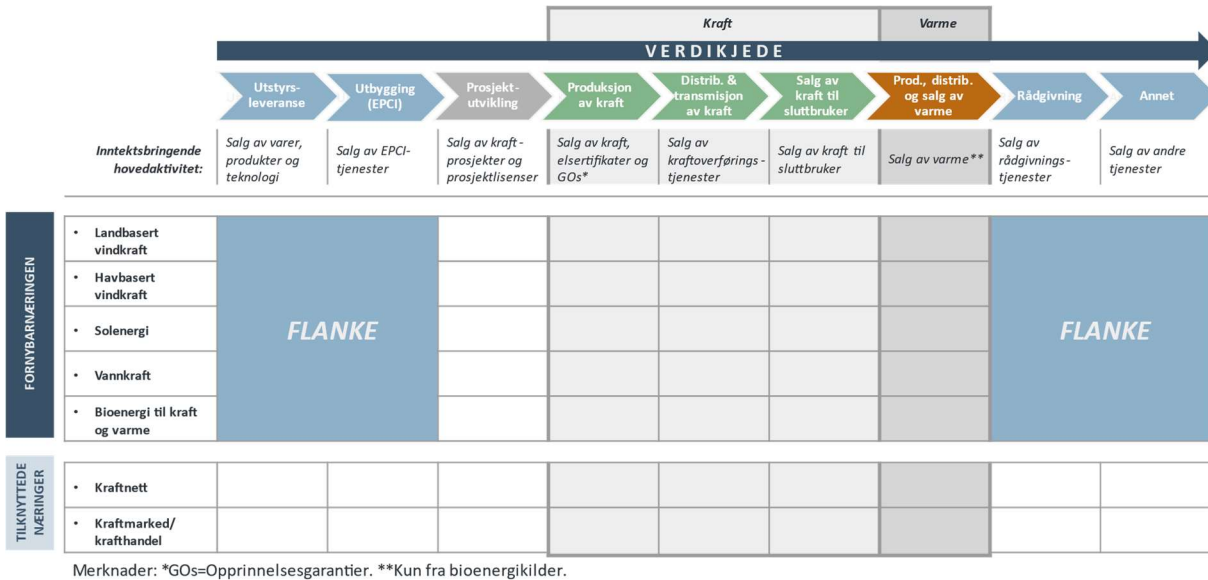 Kraft
Varme
VERDIKJEDE
Utstyrs-
leveranse
Utbygging
(EPCI)
Prosjekt-
utvikling
Produksjon
av kraft
Distrib. &
transmisjon
av kraft
Salg av
kraft til
sluttbruker
Prod., distrib.
og salg av
varme
Rådgivning
Annet
Inntektsbringende
hovedaktivitet:
Salg av varer,
produkter og
teknologi
Salg av EPCI-
tjenester
Salg av kraft-
prosjekter og
prosjektlisenser
Salg av kraft,
elsertifikater og
GOs*
Salg av
kraftoverførings-
tjenester
Salg av kraft til
sluttbruker
Salg av varme**
Salg av
rådgivnings-
tjenester
Salg av andre
tjenester
FORNYBARNÆRINGEN
• Landbasert
vindkraft
• Havbasert
vindkraft
• Solenergi
• Vannkraft
• Bioenergi til kraft
og varme
FLANKE
FLANKE
TILKNYTTEDE
NÆRINGER
• Kraftnett
• Kraftmarked/
krafthandel
Merknader: *GOs=Opprinnelsesgarantier. **Kun fra bioenergikilder.